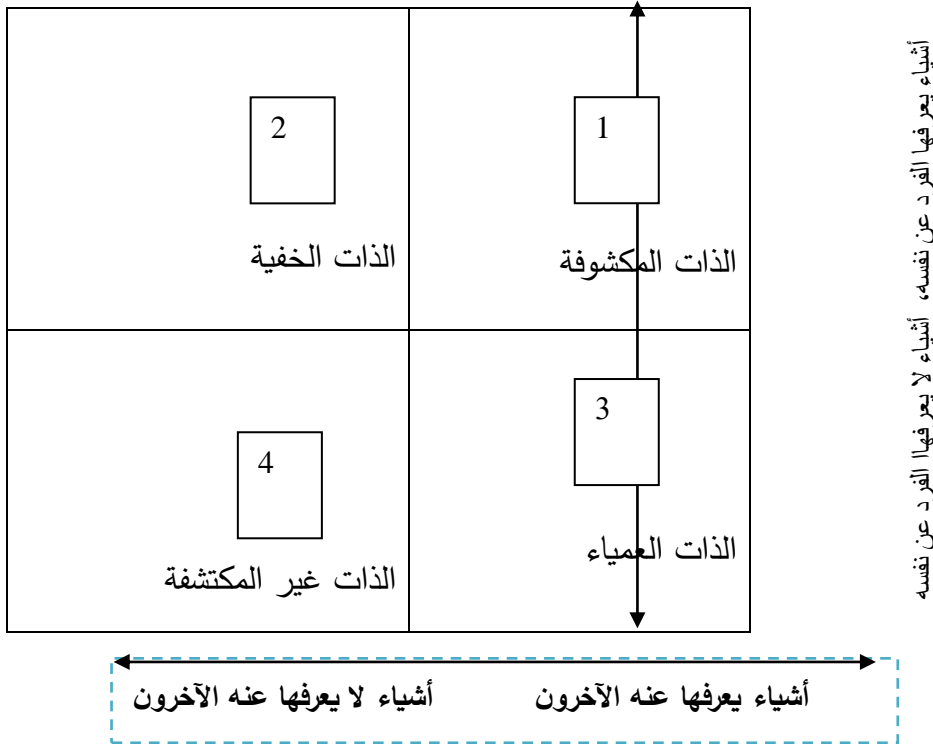 1
2
الذات المكشوفة
الذات الخفية
3
4
الذات العمياء
الذات غير المكتشفة
أشياء يعرفها الفرد عن نفسه، أشياء لا يعرفهاا الفرد عن نفسه
أشياء يعرفها عنه الآخرون
أشياء لا يعرفها عنه الآخرون